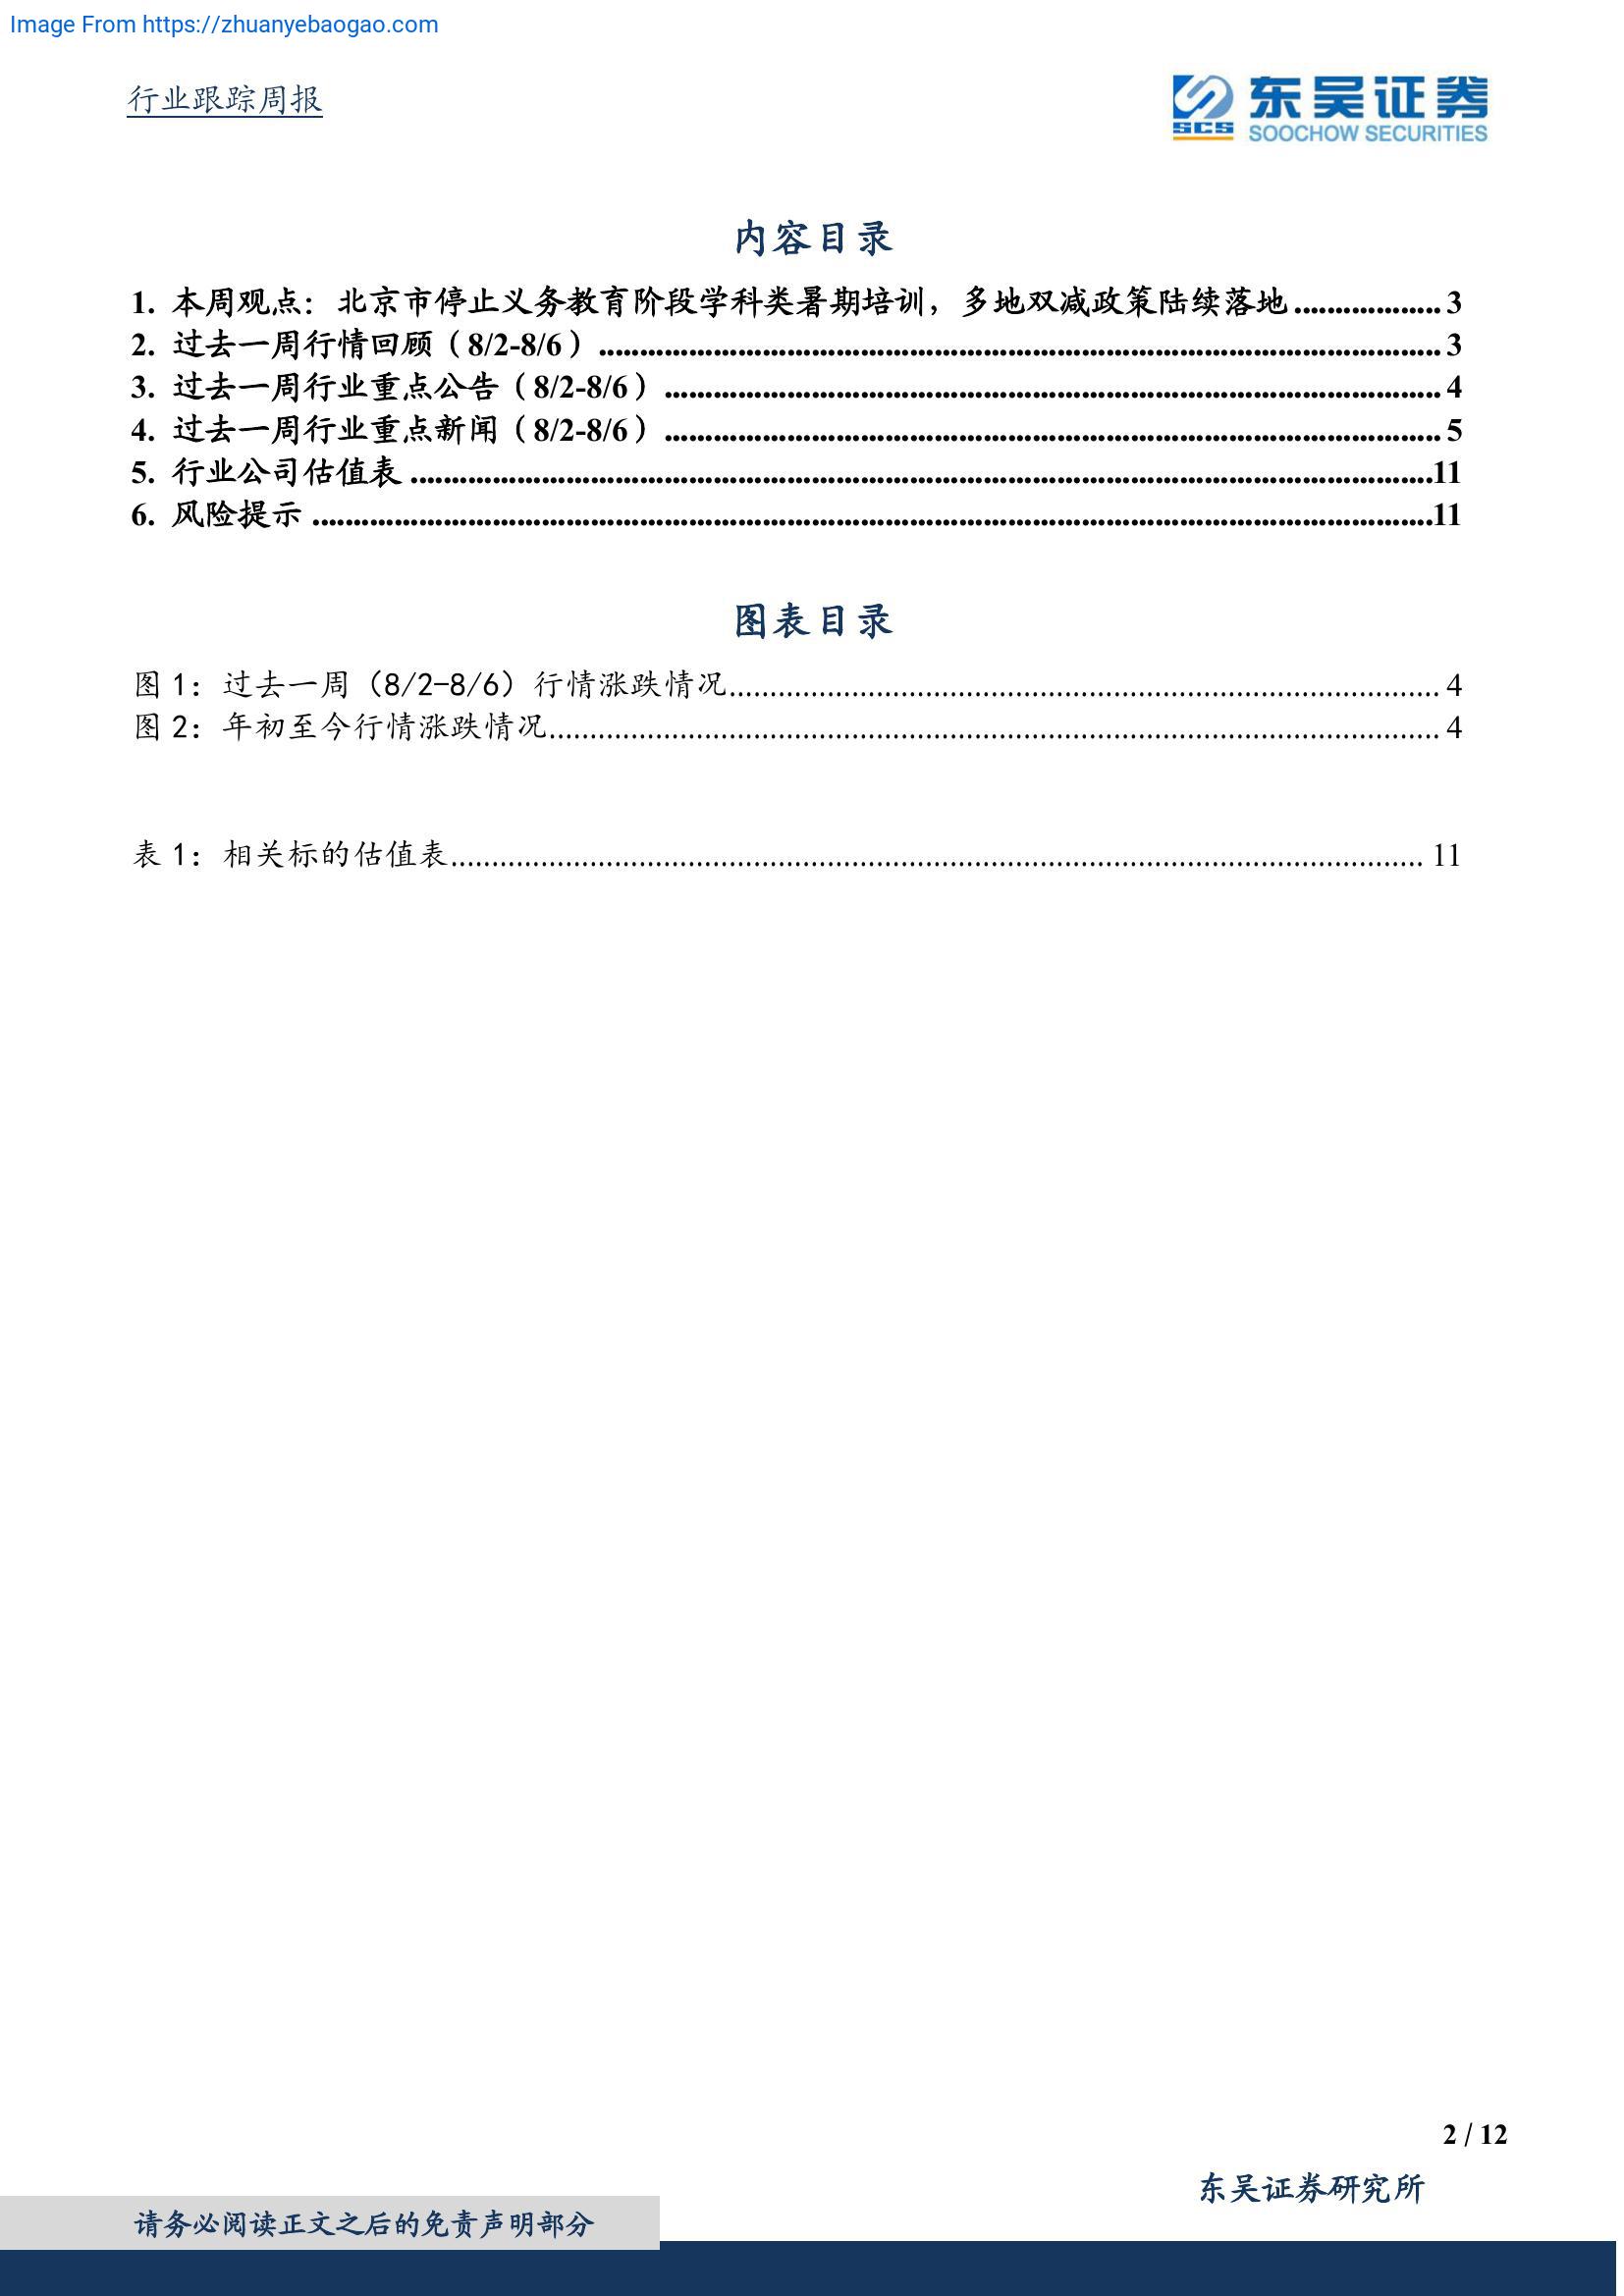 Image From https://zhuanyebaogao.com
行业跟踪周报
SCS 东吴证券
SOOCHOW SECURITIES
内容目录
1. 本周观点：北京市停止义务教育阶段学科类暑期培训，多地双减政策陆续落地.................. 3
2. 过去一周行情回顾（8/2-8/6）........................................................................................................ 3
3. 过去一周行业重点公告（8/2-8/6）................................................................................................ 4
4. 过去一周行业重点新闻（8/2-8/6）................................................................................................ 5
5. 行业公司估值表..............................................................................................................................11
6. 风险提示..........................................................................................................................................11
图表目录
图 1：过去一周（8/2-8/6）行情涨跌情况........................................................................................ 4
图 2：年初至今行情涨跌情况.............................................................................................................. 4
表 1：相关标的估值表........................................................................................................................ 11
2 / 12
东吴证券研究所
请务必阅读正文之后的免责声明部分